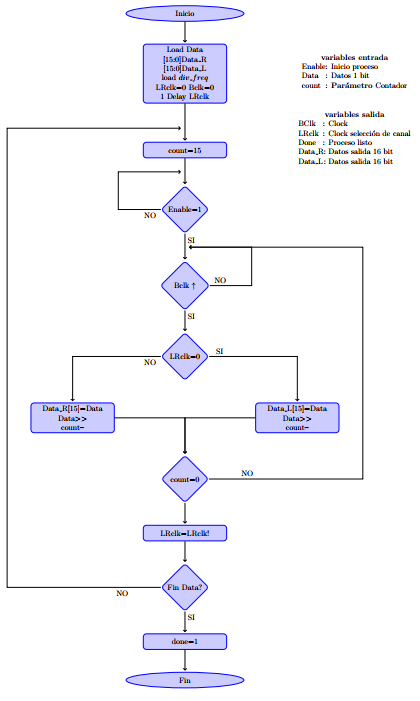 Inicio
Load Data
[15:0]Data_R
[15:0]Data_L
load div_freq
LRclk=0 Bclk=0
1 Delay LRclk
variables entrada
Enable: Inicio proceso
Data : Datos 1 bit
count : Parámetro Contador
variables salida
BClk : Clock
LRclk : Clock selección de canal
Done : Proceso listo
Data_R: Datos salida 16 bit
Data_L: Datos salida 16 bit
count=15
Enable=1
NO
SI
Bclk ↑
NO
SI
LRclk=0
NO
SI
Data_R[15]=Data
Data>>
count–
Data_L[15]=Data
Data>>
count–
count=0
NO
LRclk=LRclk!
Fin Data?
NO
SI
done=1
Fin